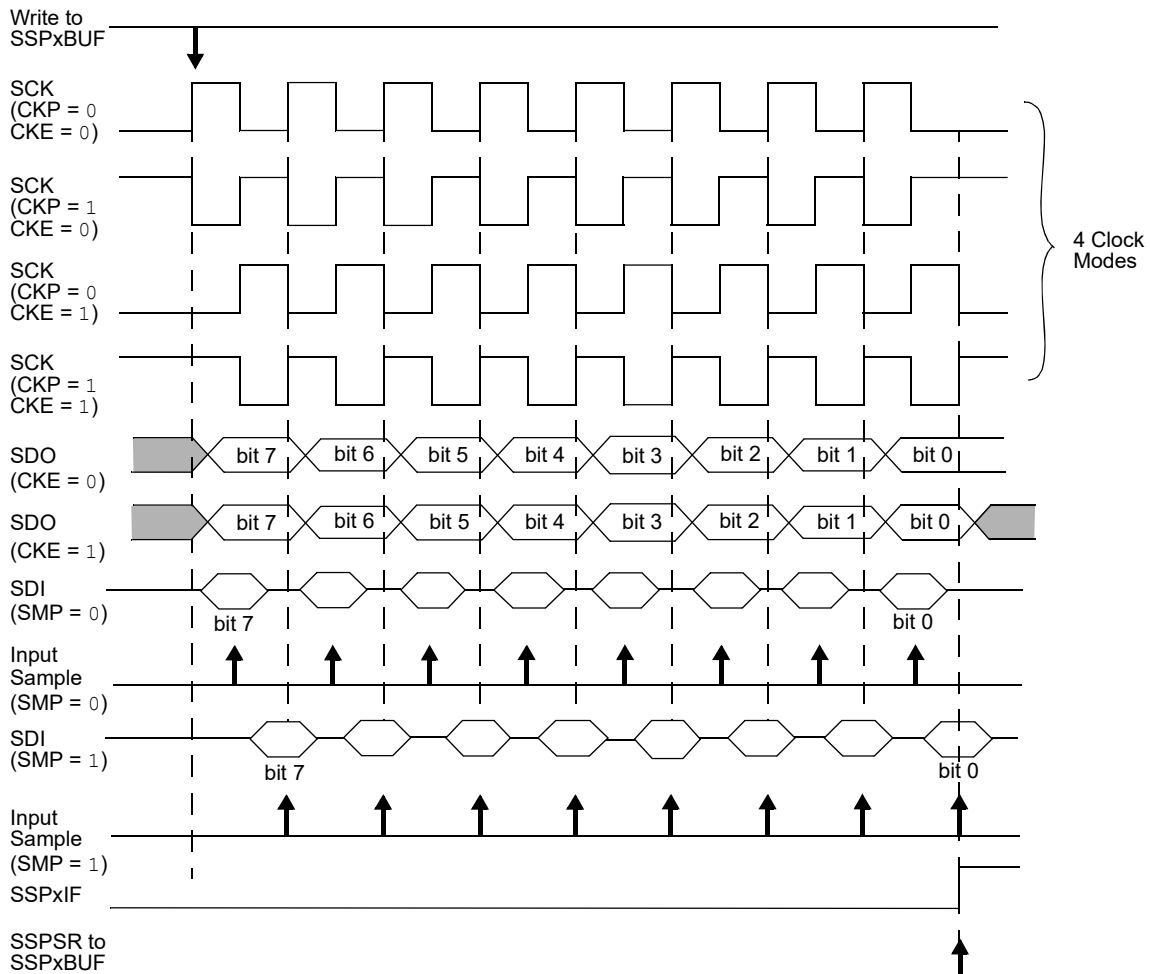 Write to
SSPxBUF
SCK
(CKP = 0
CKE = 0)
SCK
(CKP = 1
CKE = 0)
SCK
(CKP = 0
CKE = 1)
SCK
(CKP = 1
CKE = 1)
4 Clock
Modes
SDO
(CKE = 0)
bit 7 bit 6 bit 5 bit 4 bit 3 bit 2 bit 1 bit 0
SDO
(CKE = 1)
bit 7 bit 6 bit 5 bit 4 bit 3 bit 2 bit 1 bit 0
SDI
(SMP = 0)
bit 7 bit 0
Input
Sample
(SMP = 0)
SDI
(SMP = 1)
bit 7 bit 0
Input
Sample
(SMP = 1)
SSPxIF
SSPSR to
SSPxBUF